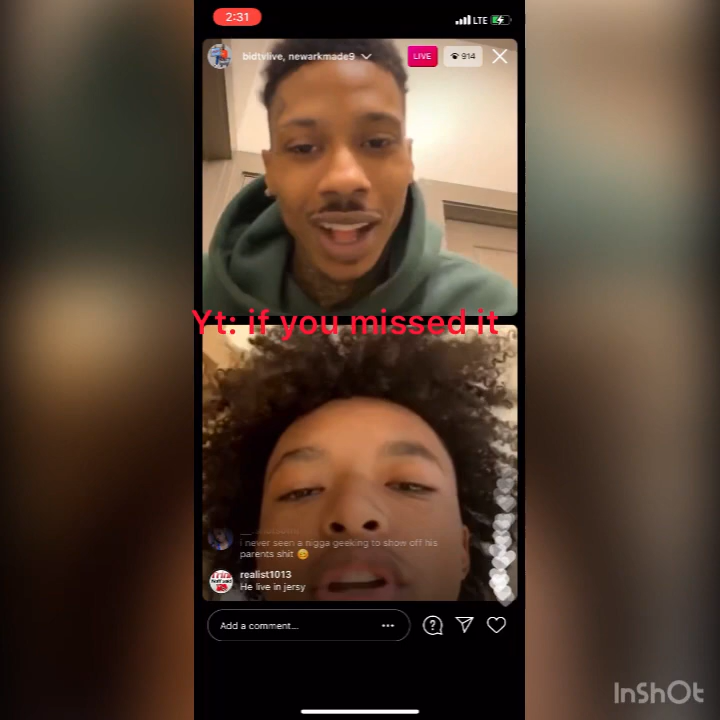 2:31
LTE
bidtvlive, newarkmade9
LIVE
914
Yt: if you missed it
i never seen a nigga geeking to show off his
parents shit 😊
realist1013
He live in jersy
Add a comment...
InShOt